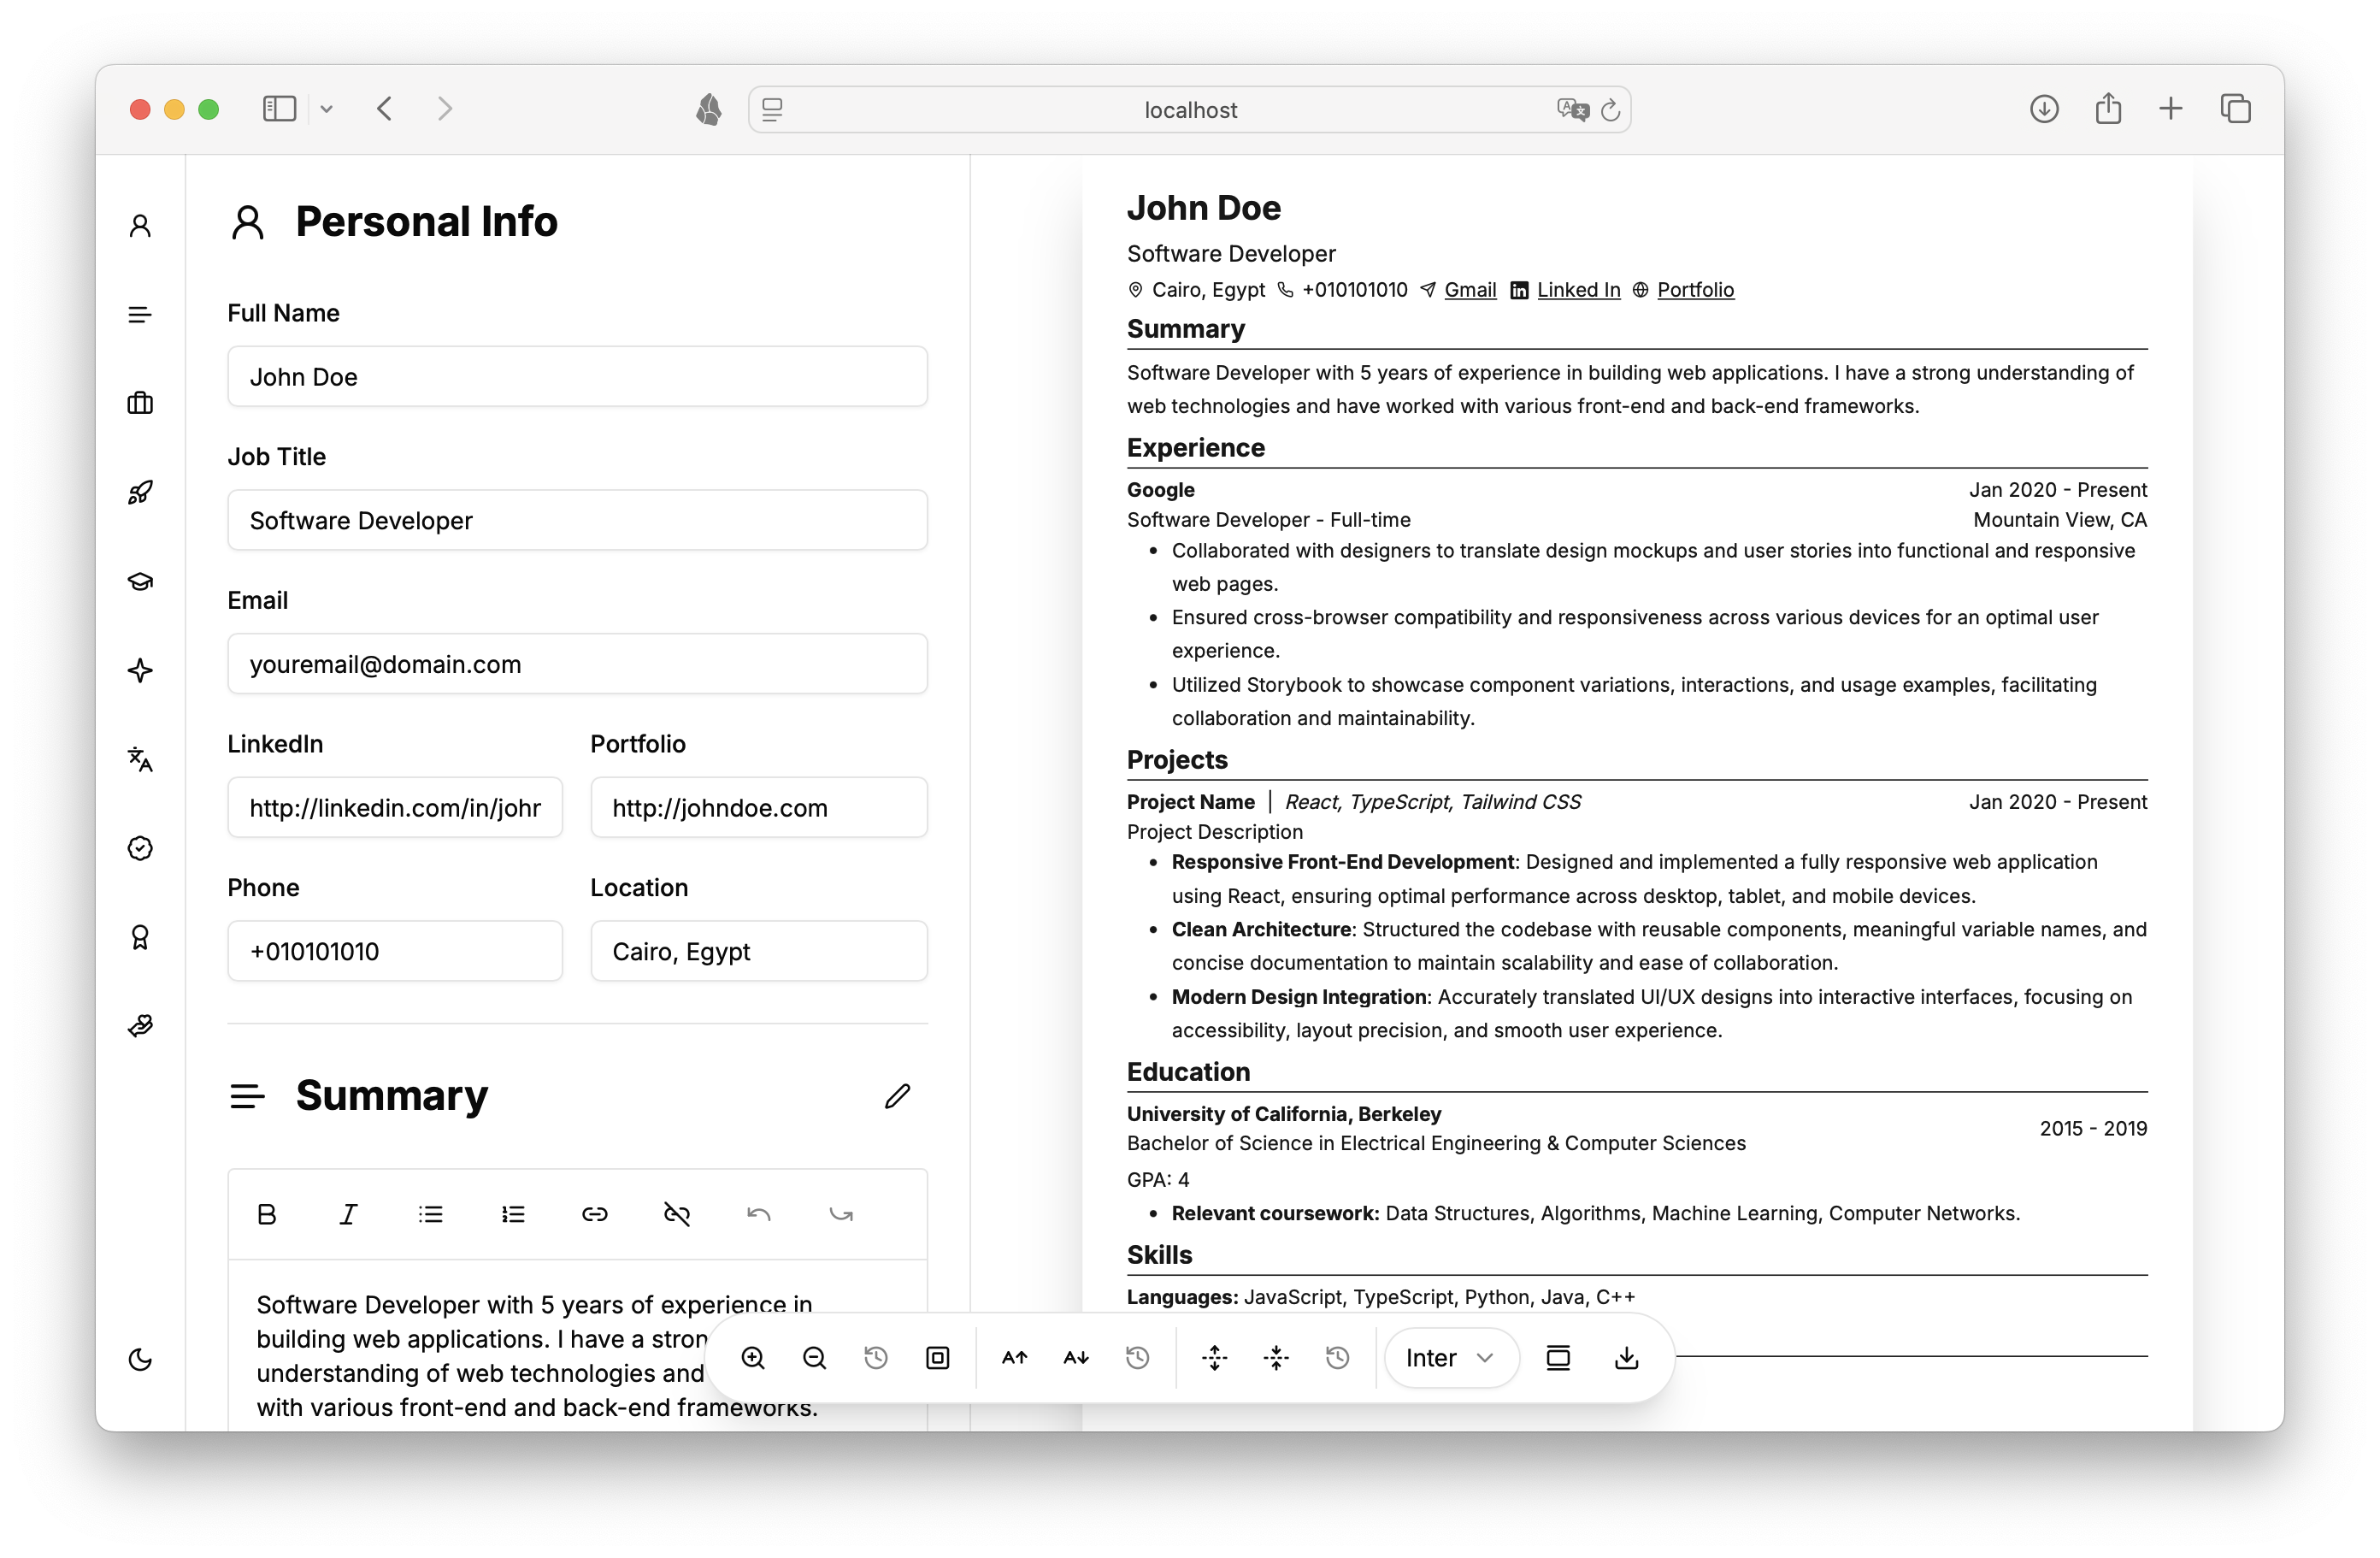 localhost
Personal Info
Full Name
John Doe
Job Title
Software Developer
Email
youremail@domain.com
LinkedIn
Portfolio
http://linkedin.com/in/johr
http://johndoe.com
Phone
Location
+010101010
Cairo, Egypt
Summary
Software Developer with 5 years of experience in
building web applications. I have a stron
understanding of web technologies and
with various front-end and back-end frameworks.
John Doe
Software Developer
Cairo, Egypt +010101010 Gmail Linked In Portfolio
Summary
Software Developer with 5 years of experience in building web applications. I have a strong understanding of
web technologies and have worked with various front-end and back-end frameworks.
Experience
Google Jan 2020 - Present
Software Developer - Full-time Mountain View, CA
• Collaborated with designers to translate design mockups and user stories into functional and responsive
web pages.
• Ensured cross-browser compatibility and responsiveness across various devices for an optimal user
experience.
• Utilized Storybook to showcase component variations, interactions, and usage examples, facilitating
collaboration and maintainability.
Projects
Project Name | React, TypeScript, Tailwind CSS Jan 2020 - Present
Project Description
• Responsive Front-End Development: Designed and implemented a fully responsive web application
using React, ensuring optimal performance across desktop, tablet, and mobile devices.
• Clean Architecture: Structured the codebase with reusable components, meaningful variable names, and
concise documentation to maintain scalability and ease of collaboration.
• Modern Design Integration: Accurately translated UI/UX designs into interactive interfaces, focusing on
accessibility, layout precision, and smooth user experience.
Education
University of California, Berkeley
Bachelor of Science in Electrical Engineering & Computer Sciences
2015 - 2019
GPA: 4
• Relevant coursework: Data Structures, Algorithms, Machine Learning, Computer Networks.
Skills
Languages: JavaScript, TypeScript, Python, Java, C++
Inter